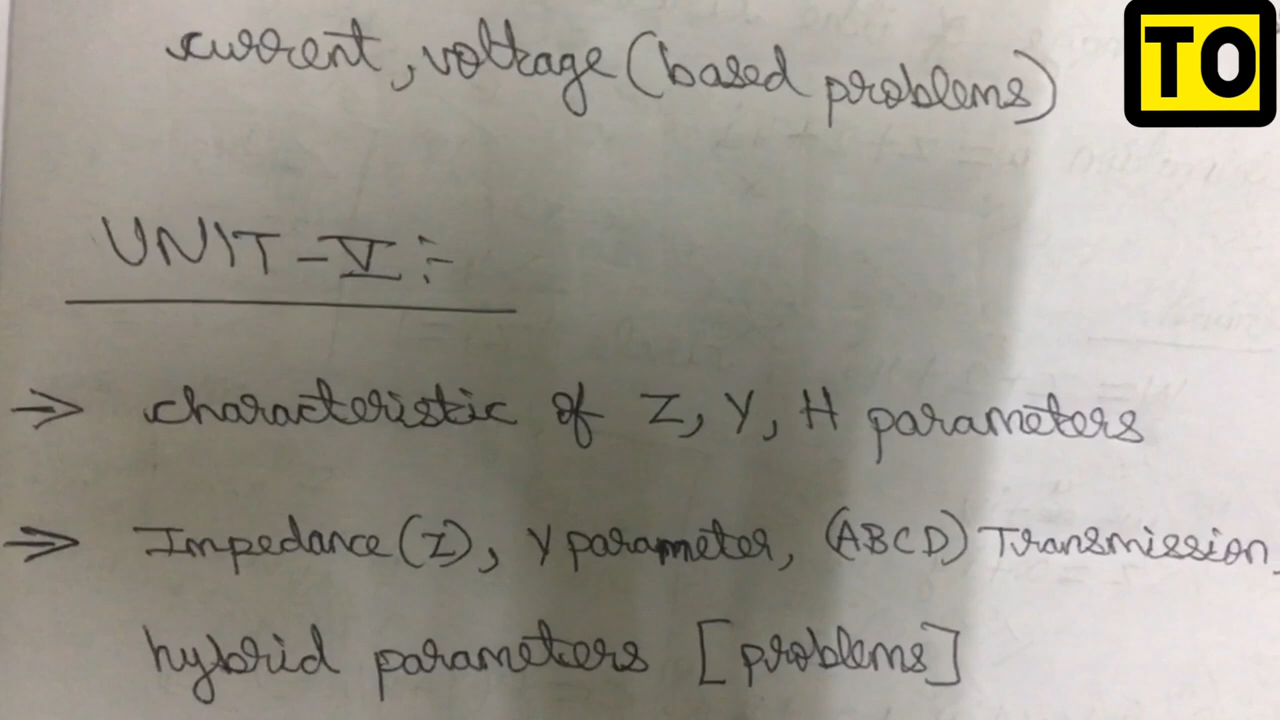 current, voltage (based problems)
TO
UNIT-V:-
⇒ characteristic of Z, Y, H parameters
⇒ Impedance (Z), Y parameter, (ABCD) Transmission,
hybrid parameters [problems]